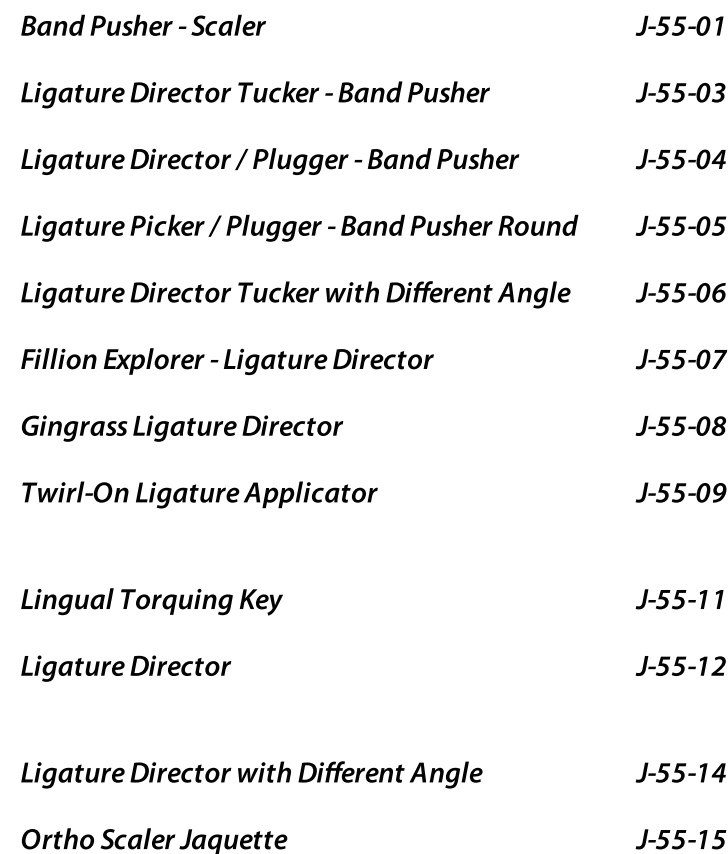 Band Pusher - Scaler J-55-01
Ligature Director Tucker - Band Pusher J-55-03
Ligature Director / Plugger - Band Pusher J-55-04
Ligature Picker / Plugger - Band Pusher Round J-55-05
Ligature Director Tucker with Different Angle J-55-06
Fillion Explorer - Ligature Director J-55-07
Gingrass Ligature Director J-55-08
Twirl-On Ligature Applicator J-55-09
Lingual Torquing Key J-55-11
Ligature Director J-55-12
Ligature Director with Different Angle J-55-14
Ortho Scaler Jaquette J-55-15